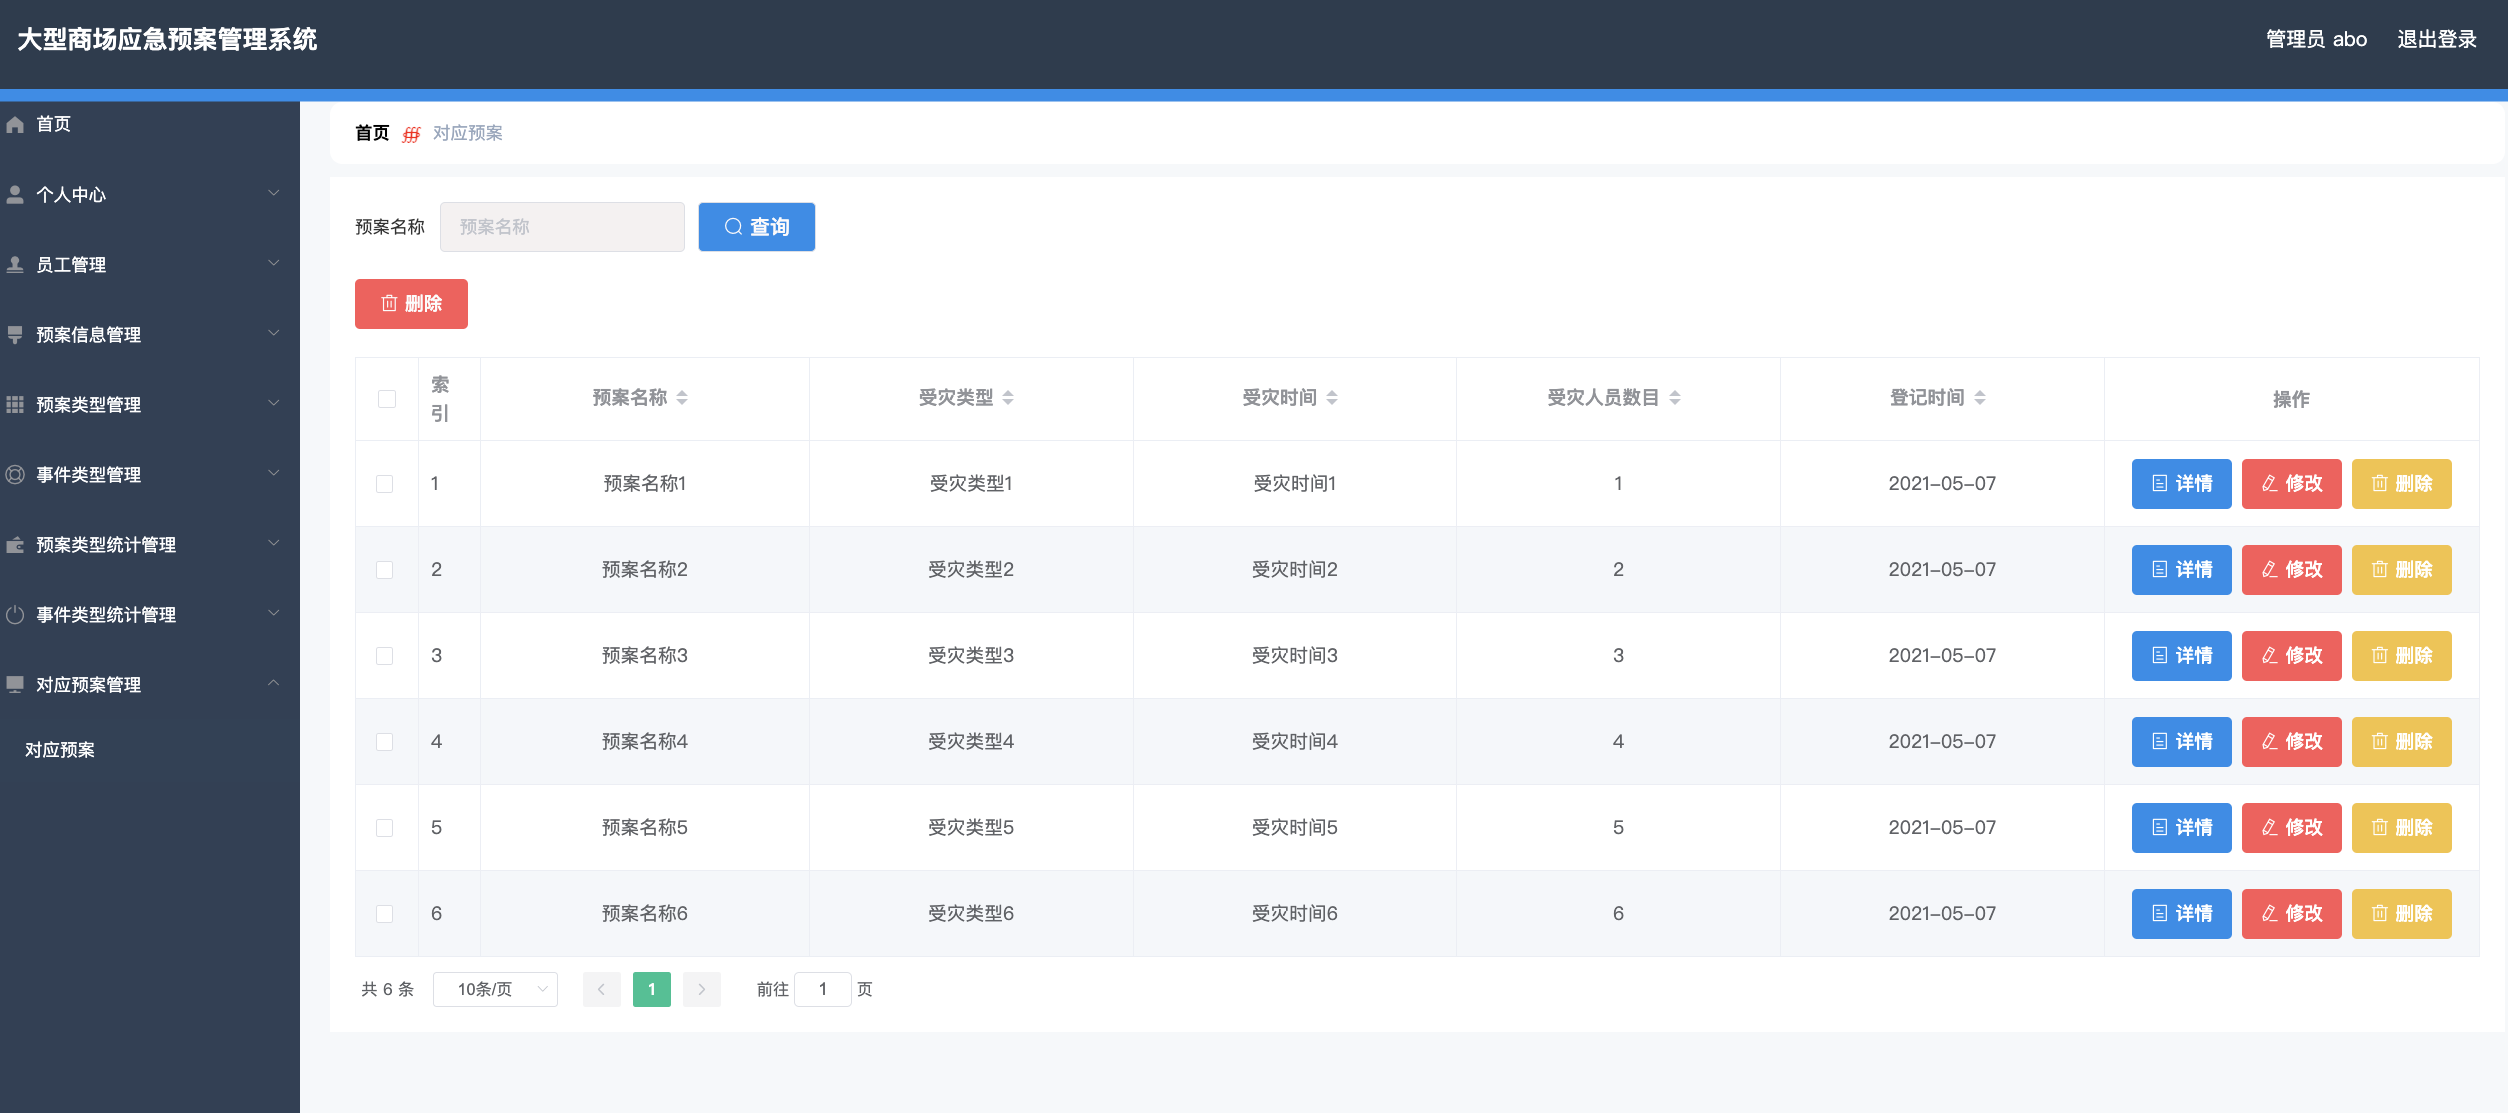 大型商场应急预案管理系统
管理员 abo 退出登录
首页
个人中心
员工管理
预案信息管理
预案类型管理
事件类型管理
预案类型统计管理
事件类型统计管理
对应预案管理
对应预案
首页 对应预案
预案名称 预案名称 查询
删除
索引 预案名称 受灾类型 受灾时间 受灾人员数目 登记时间 操作
1 预案名称1 受灾类型1 受灾时间1 1 2021-05-07 详情 修改 删除
2 预案名称2 受灾类型2 受灾时间2 2 2021-05-07 详情 修改 删除
3 预案名称3 受灾类型3 受灾时间3 3 2021-05-07 详情 修改 删除
4 预案名称4 受灾类型4 受灾时间4 4 2021-05-07 详情 修改 删除
5 预案名称5 受灾类型5 受灾时间5 5 2021-05-07 详情 修改 删除
6 预案名称6 受灾类型6 受灾时间6 6 2021-05-07 详情 修改 删除
共 6 条 10条/页 1 前往 1 页